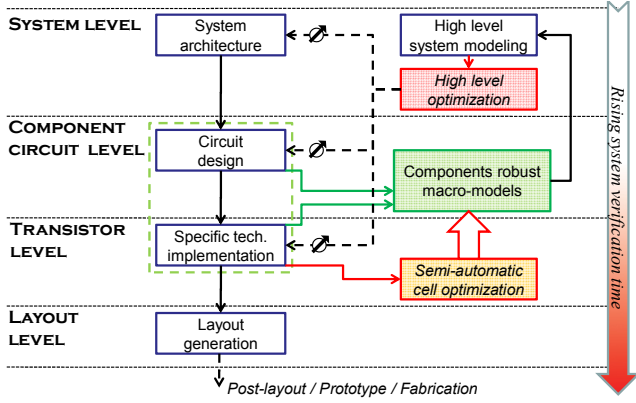 SYSTEM LEVEL
System
architecture
High level
system modeling
High level
optimization
COMPONENT
CIRCUIT LEVEL
Circuit
design
Components robust
macro-models
TRANSISTOR
LEVEL
Specific tech.
implementation
Semi-automatic
cell optimization
LAYOUT
LEVEL
Layout
generation
Post-layout / Prototype / Fabrication
Rising system verification time